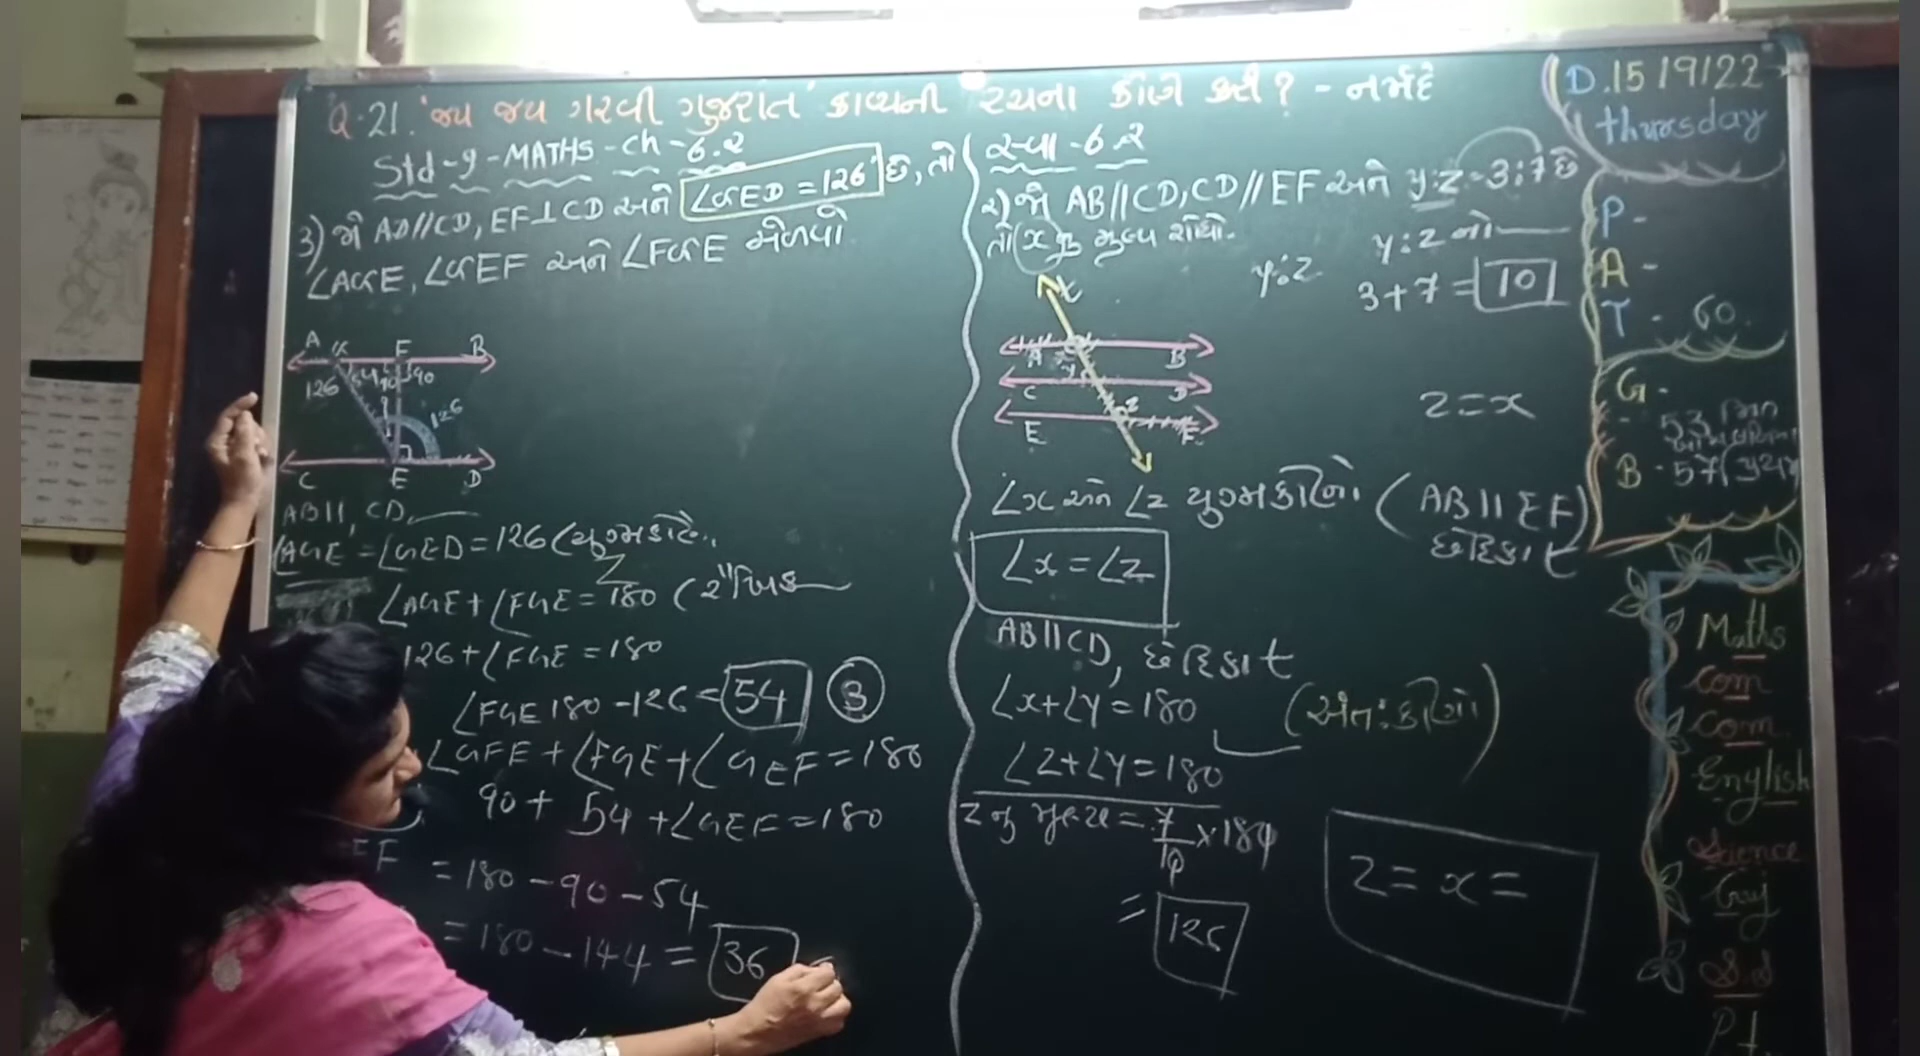 Q.21. 'જય જય ગરવી ગુજરાત' કાવ્યની રચના કોણે કરી? - નર્મદે
Std-9-MATHS-Ch-6.2
3) જો AB//CD, EF⊥CD અને ∠GED=126 છે, તો
∠AGE, ∠GEF અને ∠FGE મેળવો.
A G F B
126 54 90 90
126
C E D
AB||CD,
∠AGE=∠GED=126 (યુગ્મકોણ
∠AGE+∠FGE=180
126+∠FGE=180
∠FGE 180-126=54 3
∠GFE+∠FGE+∠GEF=180
90+54+∠GEF=180
EF =180-90-54
=180-144=36
સ્વા-6.2
૨) જો AB//CD, CD//EF અને y:z=3:7 છે
તો x નું મુલ્ય શોધો.
y:z
y:z નો
3+7=10
t
A x B
C y D
E z F
z=x
∠x અને ∠z યુગ્મકોણો (AB||EF)
છેદિકા t
∠x=∠z
AB||CD, છેદિકા t
∠x+∠y=180 (અંતઃકોણો)
∠z+∠y=180
z નું મુલ્ય=7/10×180
=126
z=x=
D.15/9/22
thursday
P-
A-
T- 60
G-
53
B-57
Maths
Com
Com
English
Science
Guj
S.S
P.t